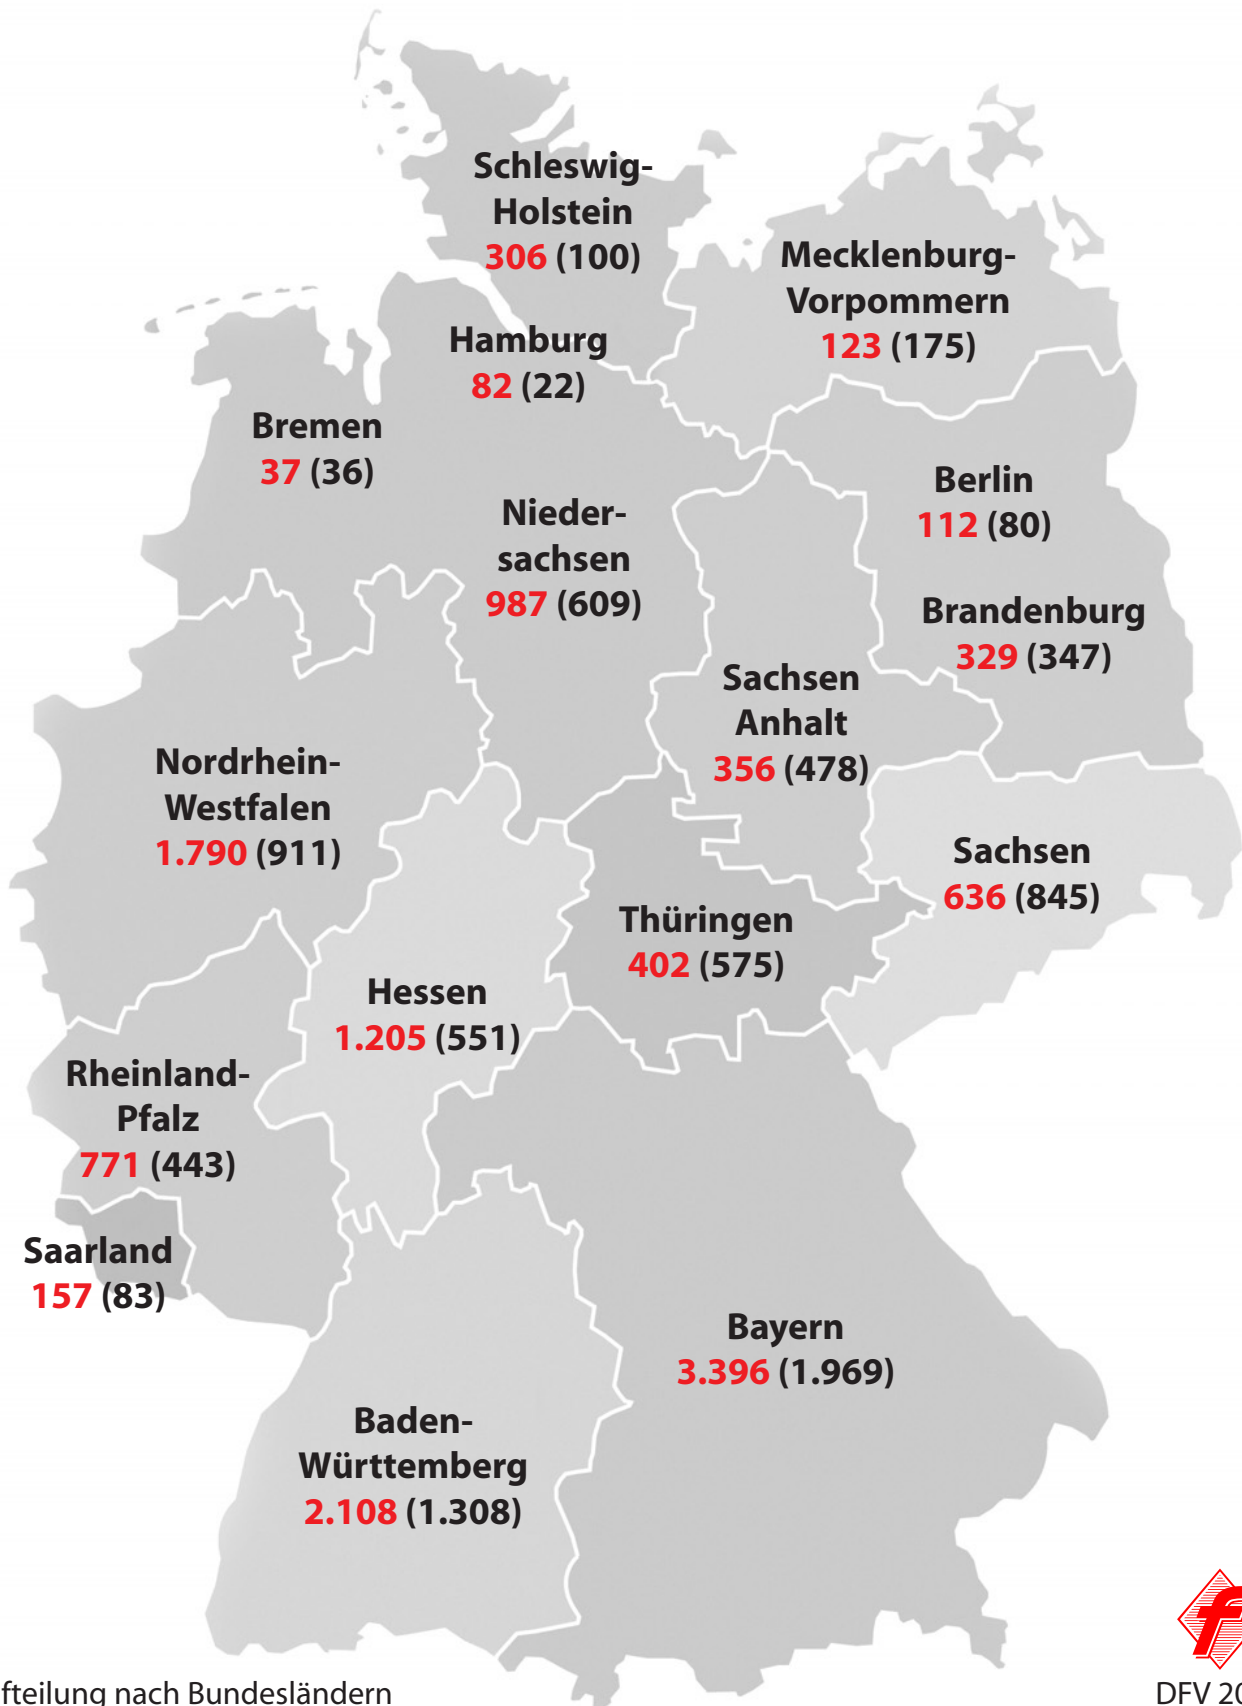 Schleswig-
Holstein
306 (100)
Mecklenburg-
Vorpommern
123 (175)
Hamburg
82 (22)
Bremen
37 (36)
Berlin
112 (80)
Nieder-
sachsen
987 (609)
Brandenburg
329 (347)
Sachsen
Anhalt
356 (478)
Nordrhein-
Westfalen
1.790 (911)
Sachsen
636 (845)
Thüringen
402 (575)
Hessen
1.205 (551)
Rheinland-
Pfalz
771 (443)
Saarland
157 (83)
Bayern
3.396 (1.969)
Baden-
Württemberg
2.108 (1.308)
f
fteilung nach Bundesländern
DFV 20